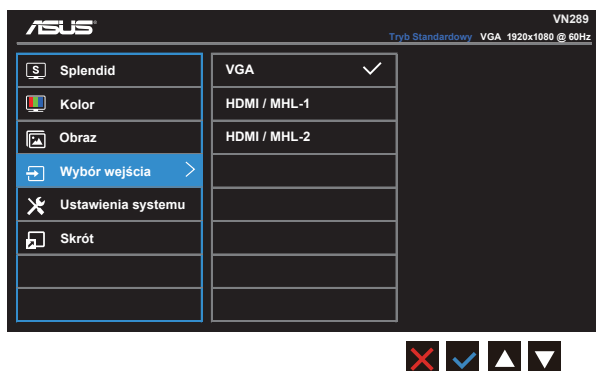 ASUS
VN289
Tryb Standardowy VGA 1920x1080 @ 60Hz
S Splendid
Kolor
Obraz
Wybór wejścia
Ustawienia systemu
Skrót
VGA
HDMI / MHL-1
HDMI / MHL-2